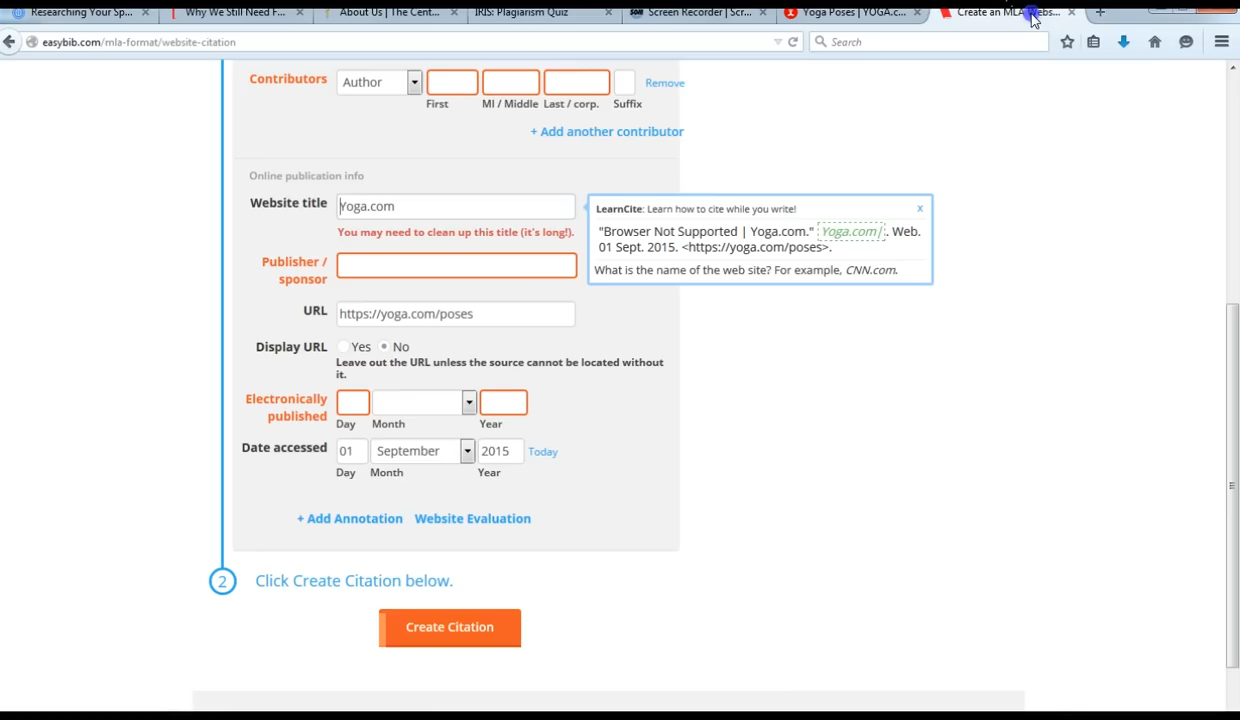 Researching Your Sp... × Why We Still Need F... × About Us | The Cent... × IRIS: Plagiarism Quiz × Screen Recorder | Scr... × Yoga Poses | YOGA.c... × Create an MLA Webs... × +
easybib.com/mla-format/website-citation Search
Contributors Author Remove
First MI / Middle Last / corp. Suffix
+ Add another contributor
Online publication info
Website title Yoga.com
You may need to clean up this title (it's long!).
LearnCite: Learn how to cite while you write! x
"Browser Not Supported | Yoga.com." Yoga.com|. Web.
01 Sept. 2015. <https://yoga.com/poses>.
What is the name of the web site? For example, CNN.com.
Publisher /
sponsor
URL https://yoga.com/poses
Display URL Yes No
Leave out the URL unless the source cannot be located without
it.
Electronically
published
Day Month Year
Date accessed 01 September 2015 Today
Day Month Year
+ Add Annotation Website Evaluation
2 Click Create Citation below.
Create Citation